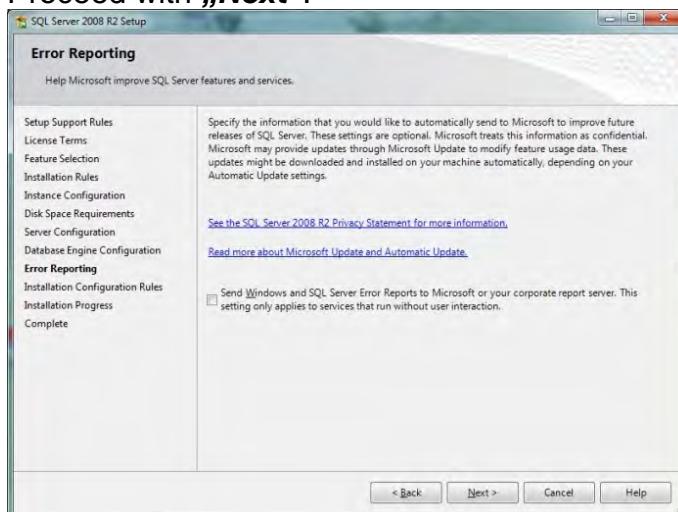 Proceed with „Next“.
SQL Server 2008 R2 Setup
Error Reporting
Help Microsoft improve SQL Server features and services.
Setup Support Rules
License Terms
Feature Selection
Installation Rules
Instance Configuration
Disk Space Requirements
Server Configuration
Database Engine Configuration
Error Reporting
Installation Configuration Rules
Installation Progress
Complete
Specify the information that you would like to automatically send to Microsoft to improve future
releases of SQL Server. These settings are optional. Microsoft treats this information as confidential.
Microsoft may provide updates through Microsoft Update to modify feature usage data. These
updates might be downloaded and installed on your machine automatically, depending on your
Automatic Update settings.
See the SQL Server 2008 R2 Privacy Statement for more information.
Read more about Microsoft Update and Automatic Update.
Send Windows and SQL Server Error Reports to Microsoft or your corporate report server. This
setting only applies to services that run without user interaction.
< Back
Next >
Cancel
Help